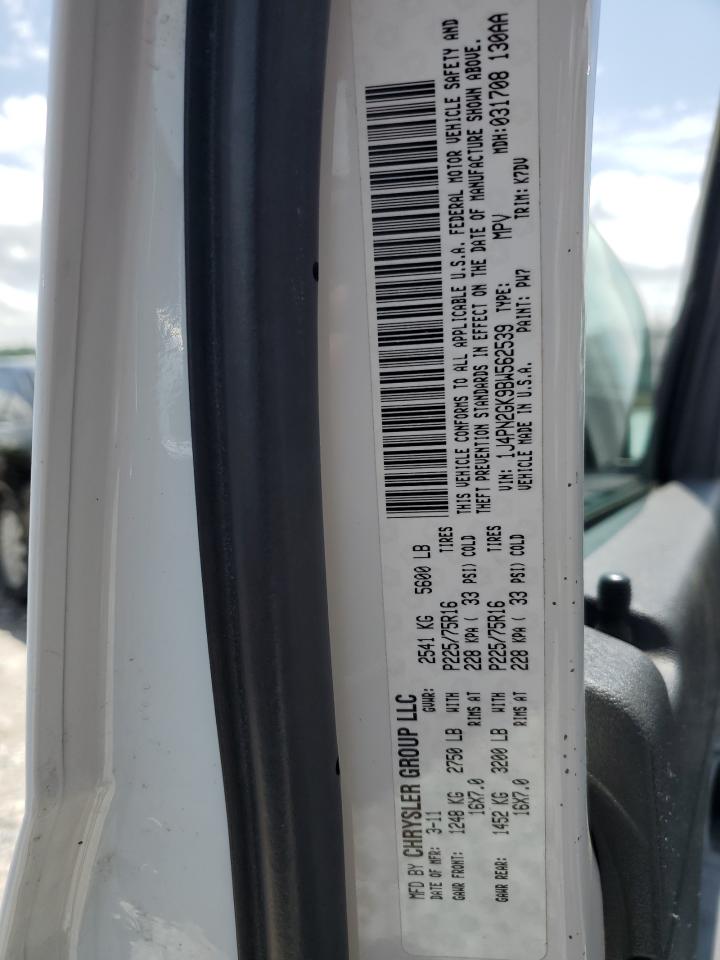 MFD BY CHRYSLER GROUP LLC
DATE OF MFR: 3-11 GVWR: 2541 KG 5600 LB
GAWR FRONT: 1248 KG 2750 LB WITH P225/75R16 TIRES
16X7.0 RIMS AT 228 KPA ( 33 PSI) COLD
GAWR REAR: 1452 KG 3200 LB WITH P225/75R16 TIRES
16X7.0 RIMS AT 228 KPA ( 33 PSI) COLD
THIS VEHICLE CONFORMS TO ALL APPLICABLE U.S.A. FEDERAL MOTOR VEHICLE SAFETY AND
THEFT PREVENTION STANDARDS IN EFFECT ON THE DATE OF MANUFACTURE SHOWN ABOVE.
VIN: 1J4PN2GK9BW562539 TYPE: MPV MDH:031708 130AA
VEHICLE MADE IN U.S.A. PAINT: PW7 TRIM: K7DV